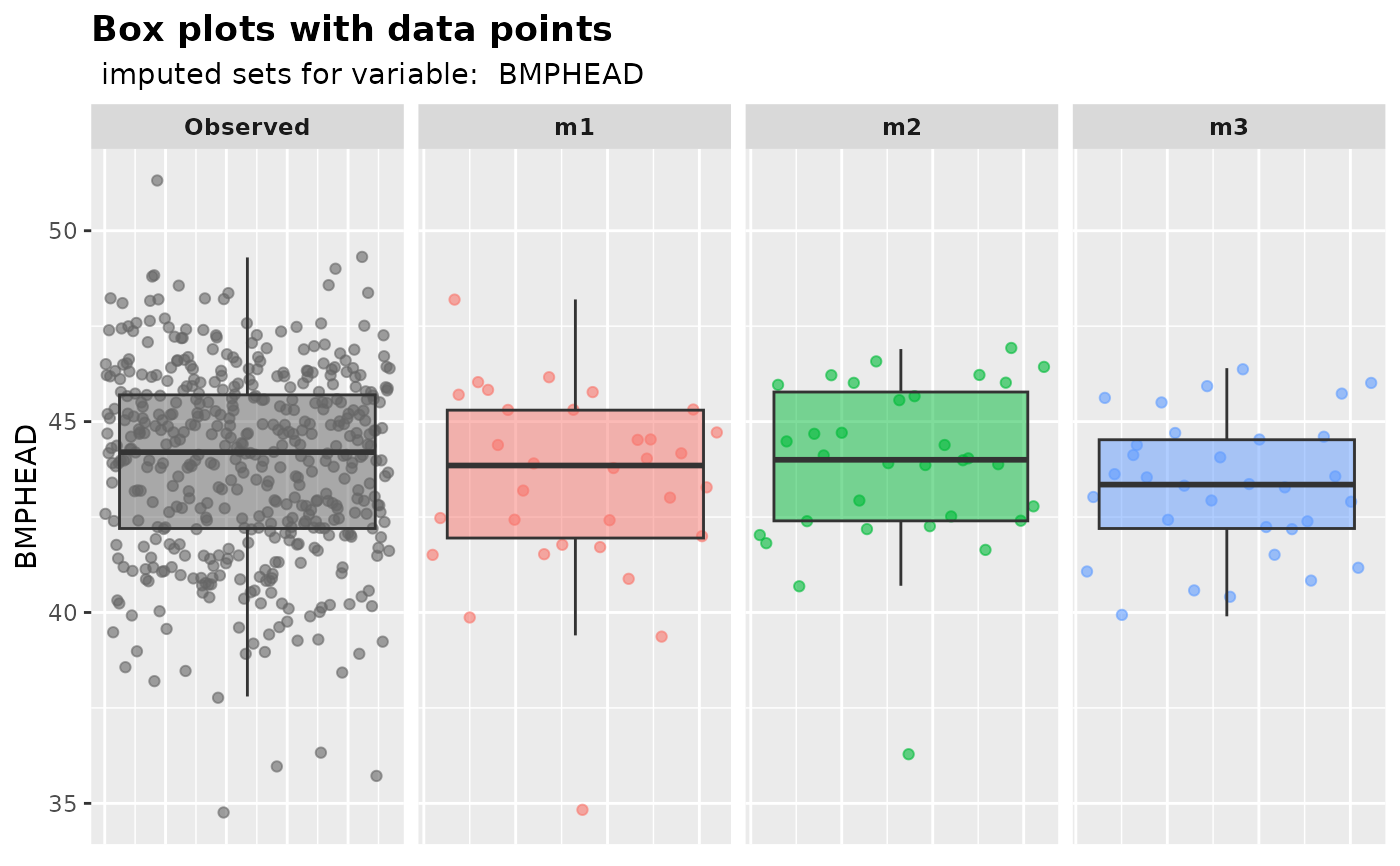 Box plots with data points
imputed sets for variable:  BMPHEAD
Observed
m1
m2
m3
BMPHEAD
50
45
40
35